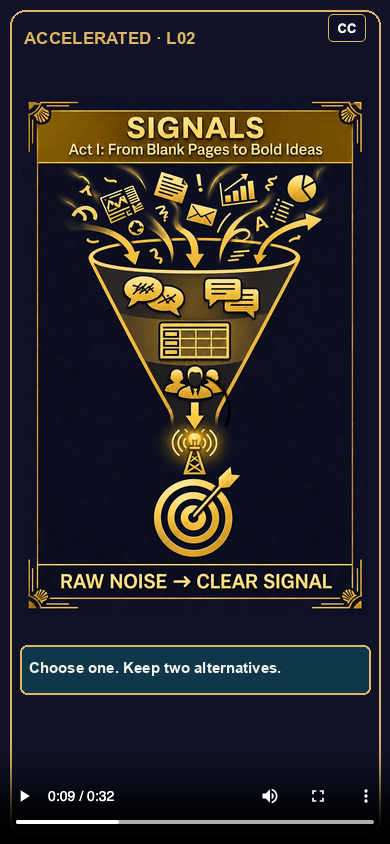 ACCELERATED · L02
CC
SIGNALS
Act I: From Blank Pages to Bold Ideas
A
RAW NOISE → CLEAR SIGNAL
Choose one. Keep two alternatives.
0:09 / 0:32